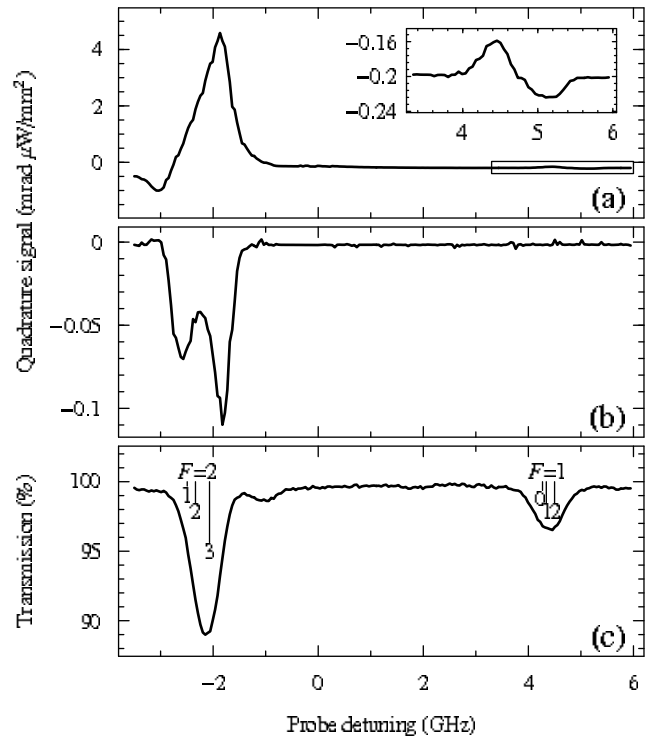 4
2
0
−0.16
−0.2
−0.24
4 5 6
(a)
Quadrature signal (mrad μW/mm²)
0
−0.05
−0.1
(b)
Transmission (%)
100
95
90
F=2
1
2
3
F=1
0
12
(c)
−2 0 2 4 6
Probe detuning (GHz)